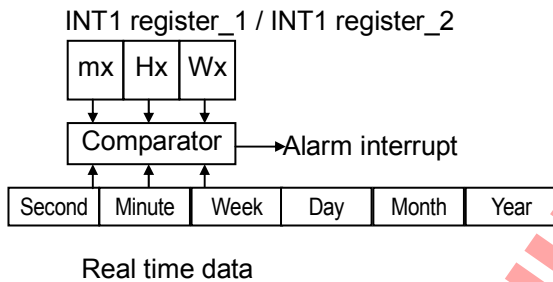 INT1 register_1 / INT1 register_2
mx Hx Wx
Comparator Alarm interrupt
Second Minute Week Day Month Year
Real time data